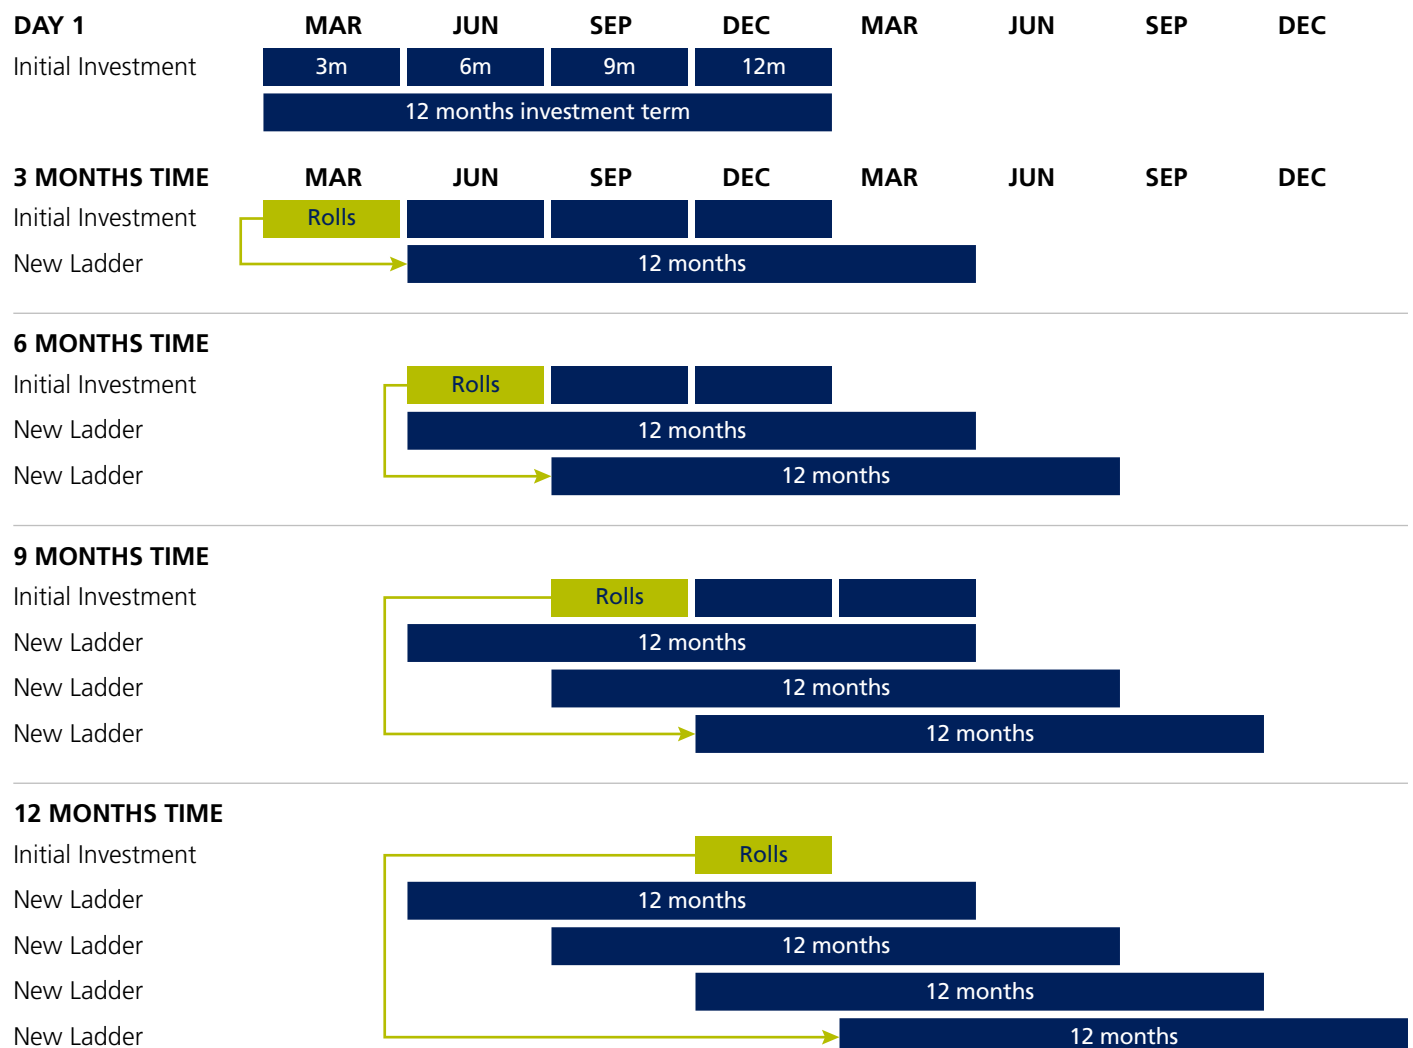 DAY 1 MAR JUN SEP DEC MAR JUN SEP DEC
Initial Investment 3m 6m 9m 12m
12 months investment term
3 MONTHS TIME MAR JUN SEP DEC MAR JUN SEP DEC
Initial Investment Rolls
New Ladder 12 months
6 MONTHS TIME
Initial Investment Rolls
New Ladder 12 months
New Ladder 12 months
9 MONTHS TIME
Initial Investment Rolls
New Ladder 12 months
New Ladder 12 months
New Ladder 12 months
12 MONTHS TIME
Initial Investment Rolls
New Ladder 12 months
New Ladder 12 months
New Ladder 12 months
New Ladder 12 months